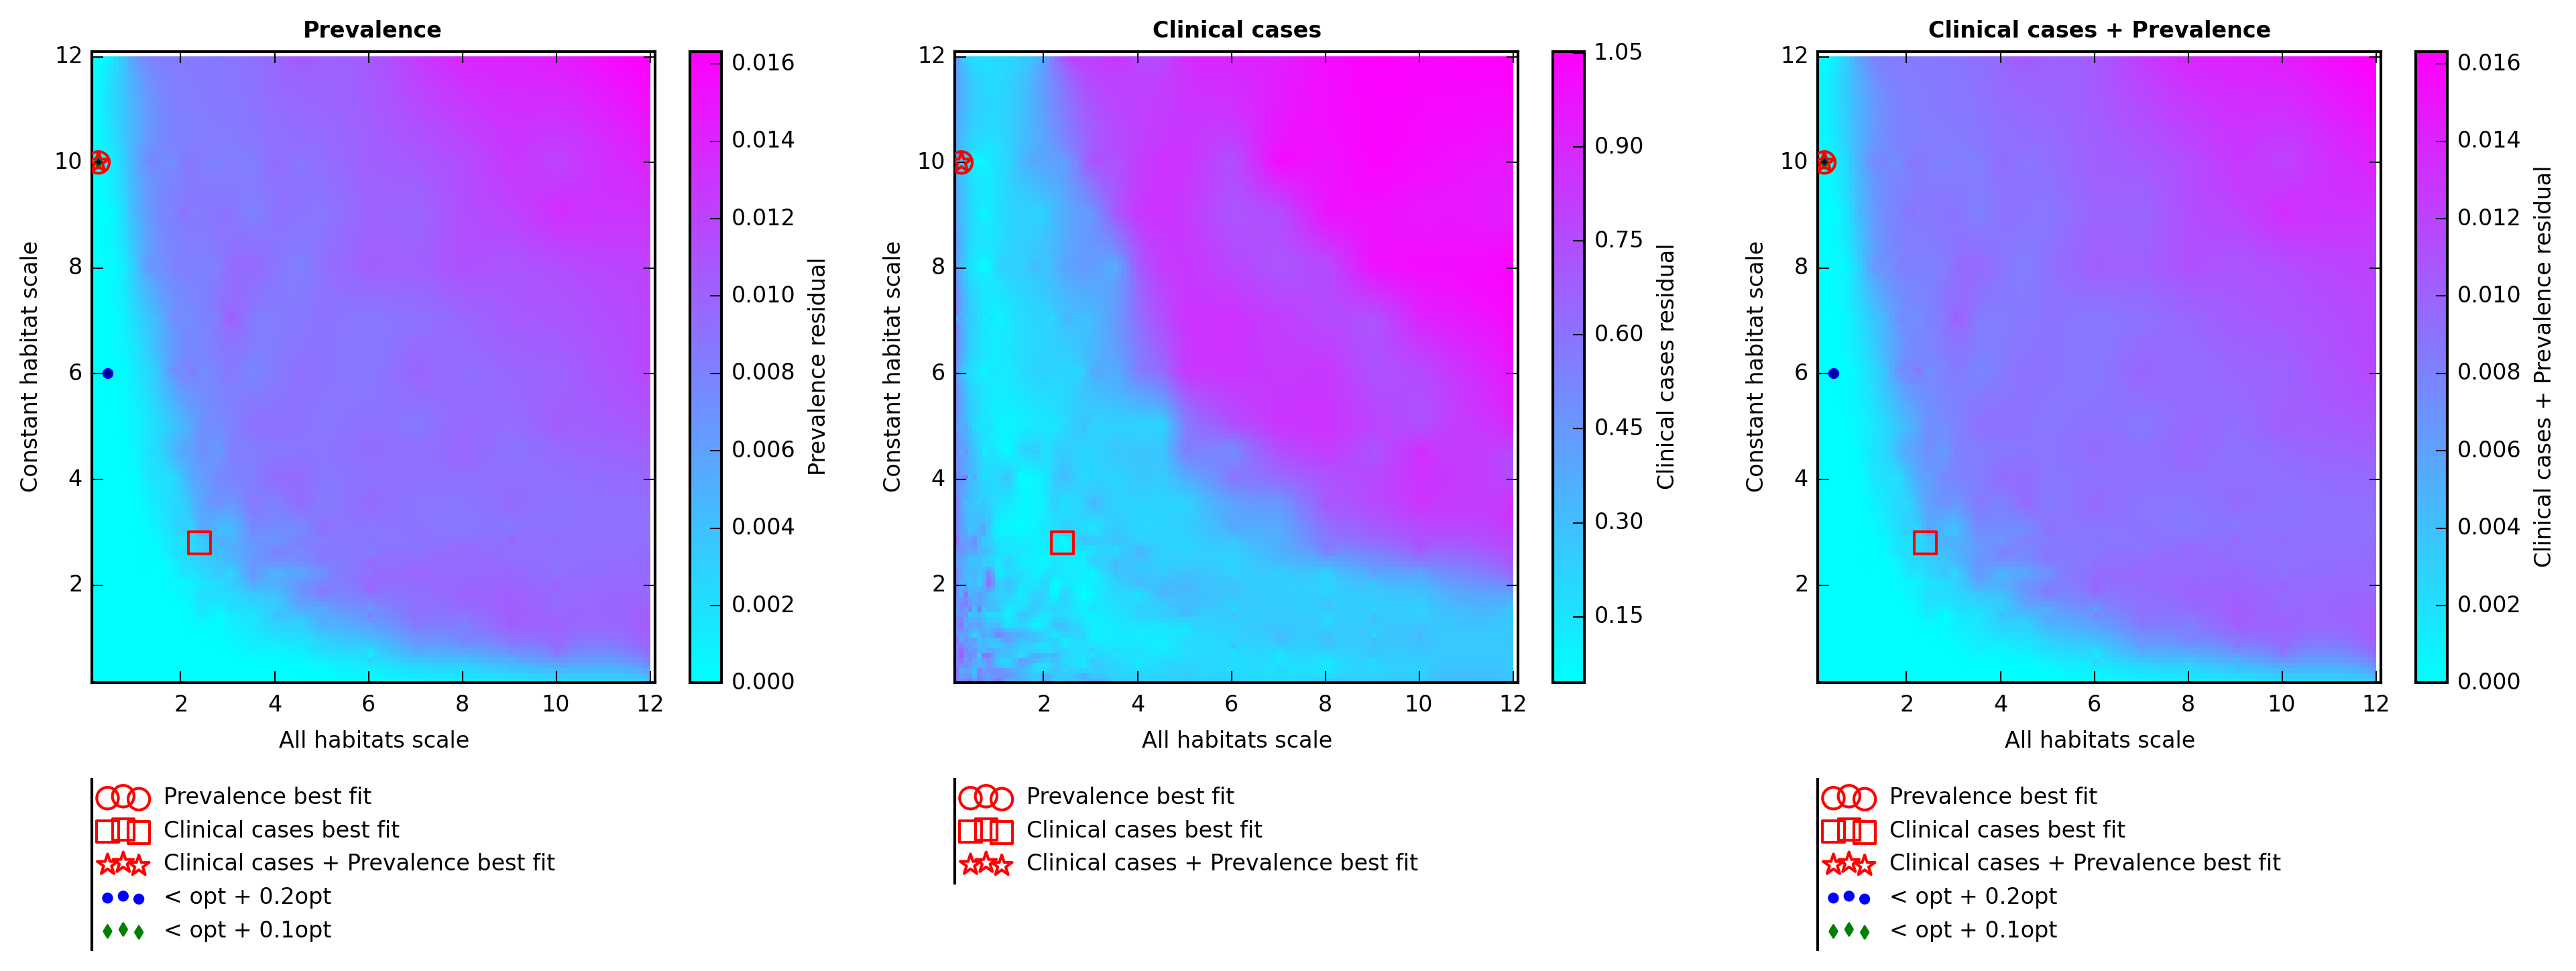 Prevalence
12
10
8
6
4
2
2 4 6 8 10 12
Constant habitat scale
All habitats scale
0.016
0.014
0.012
0.010
0.008
0.006
0.004
0.002
0.000
Prevalence residual
Prevalence best fit
Clinical cases best fit
Clinical cases + Prevalence best fit
< opt + 0.2opt
< opt + 0.1opt
Clinical cases
12
10
8
6
4
2
2 4 6 8 10 12
Constant habitat scale
All habitats scale
1.05
0.90
0.75
0.60
0.45
0.30
0.15
Clinical cases residual
Prevalence best fit
Clinical cases best fit
Clinical cases + Prevalence best fit
Clinical cases + Prevalence
12
10
8
6
4
2
2 4 6 8 10 12
Constant habitat scale
All habitats scale
0.016
0.014
0.012
0.010
0.008
0.006
0.004
0.002
0.000
Clinical cases + Prevalence residual
Prevalence best fit
Clinical cases best fit
Clinical cases + Prevalence best fit
< opt + 0.2opt
< opt + 0.1opt